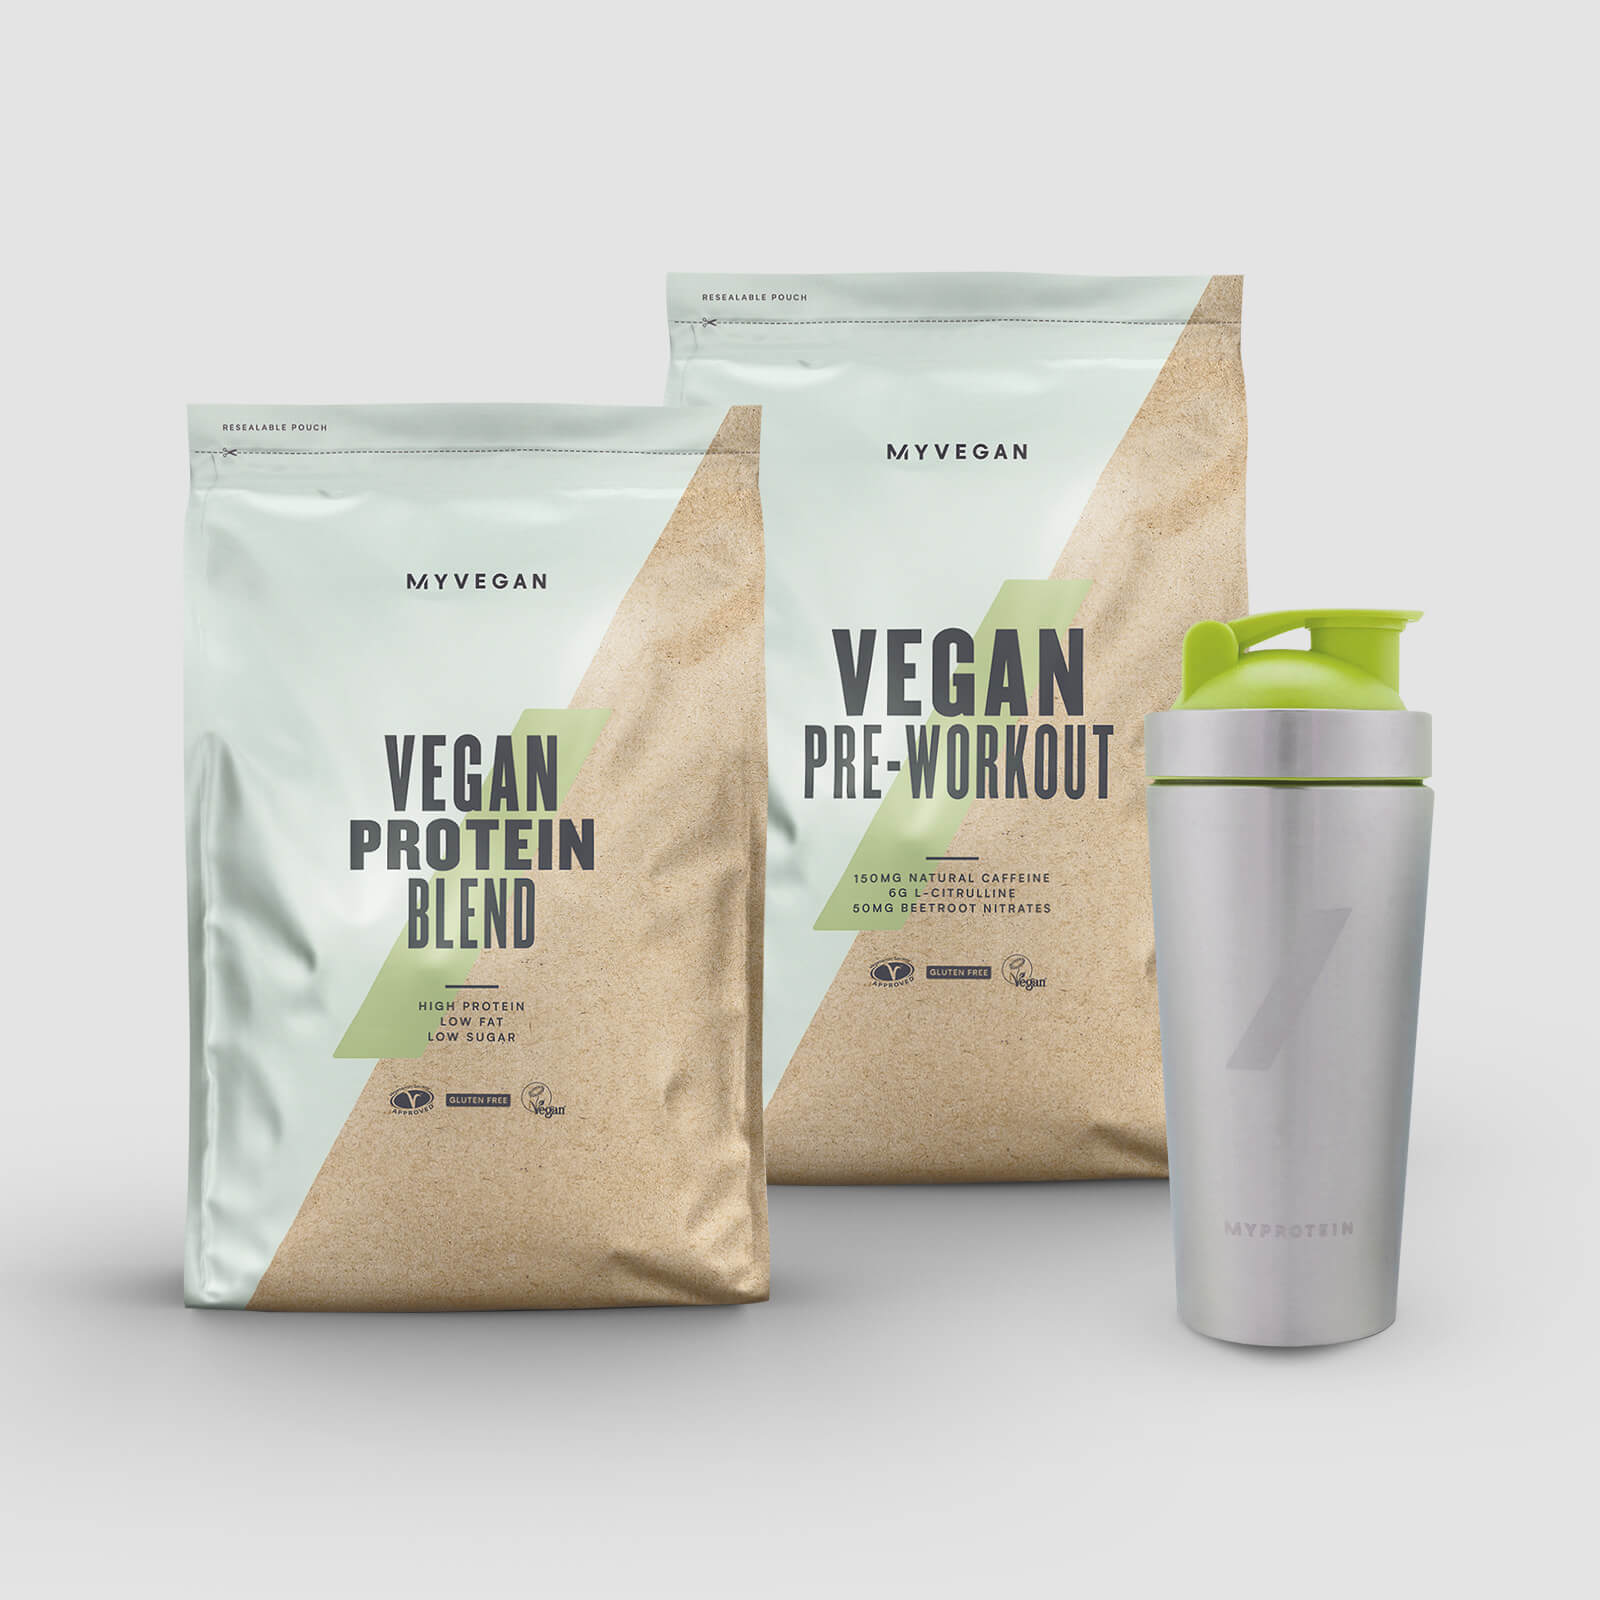 RESEALABLE POUCH
MYVEGAN
VEGAN
PROTEIN
BLEND
HIGH PROTEIN
LOW FAT
LOW SUGAR
APPROVED
GLUTEN FREE
Vegan
RESEALABLE POUCH
MYVEGAN
VEGAN
PRE-WORKOUT
150MG NATURAL CAFFEINE
6G L-CITRULLINE
50MG BEETROOT NITRATES
APPROVED
GLUTEN FREE
Vegan
MYPROTEIN